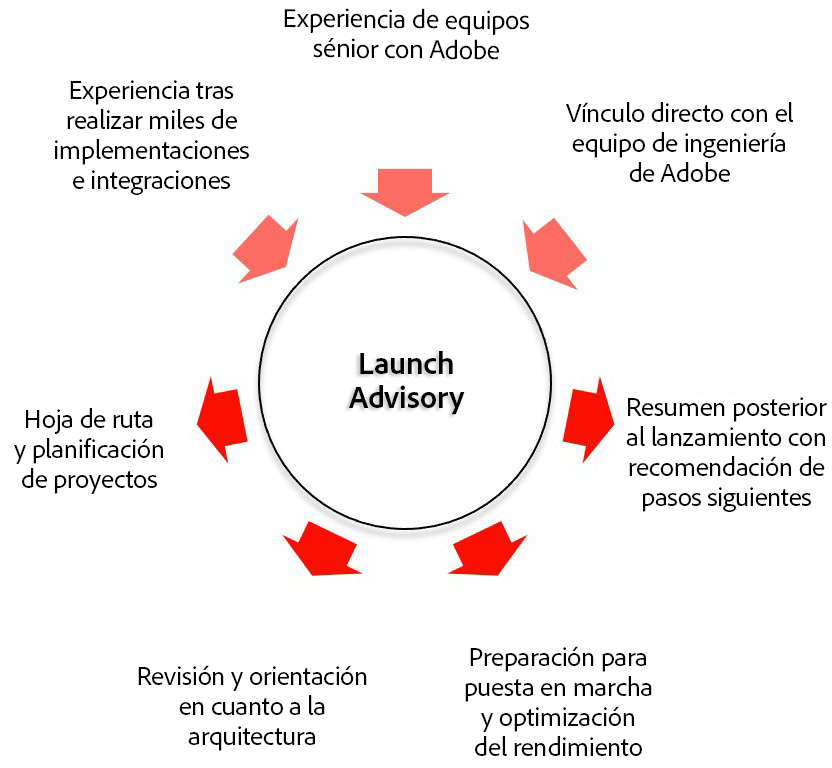 Experiencia de equipos
sénior con Adobe
Experiencia tras
realizar miles de
implementaciones
e integraciones
Vínculo directo con el
equipo de ingeniería
de Adobe
Launch
Advisory
Hoja de ruta
y planificación
de proyectos
Resumen posterior
al lanzamiento con
recomendación de
pasos siguientes
Revisión y orientación
en cuanto a la
arquitectura
Preparación para
puesta en marcha
y optimización
del rendimiento